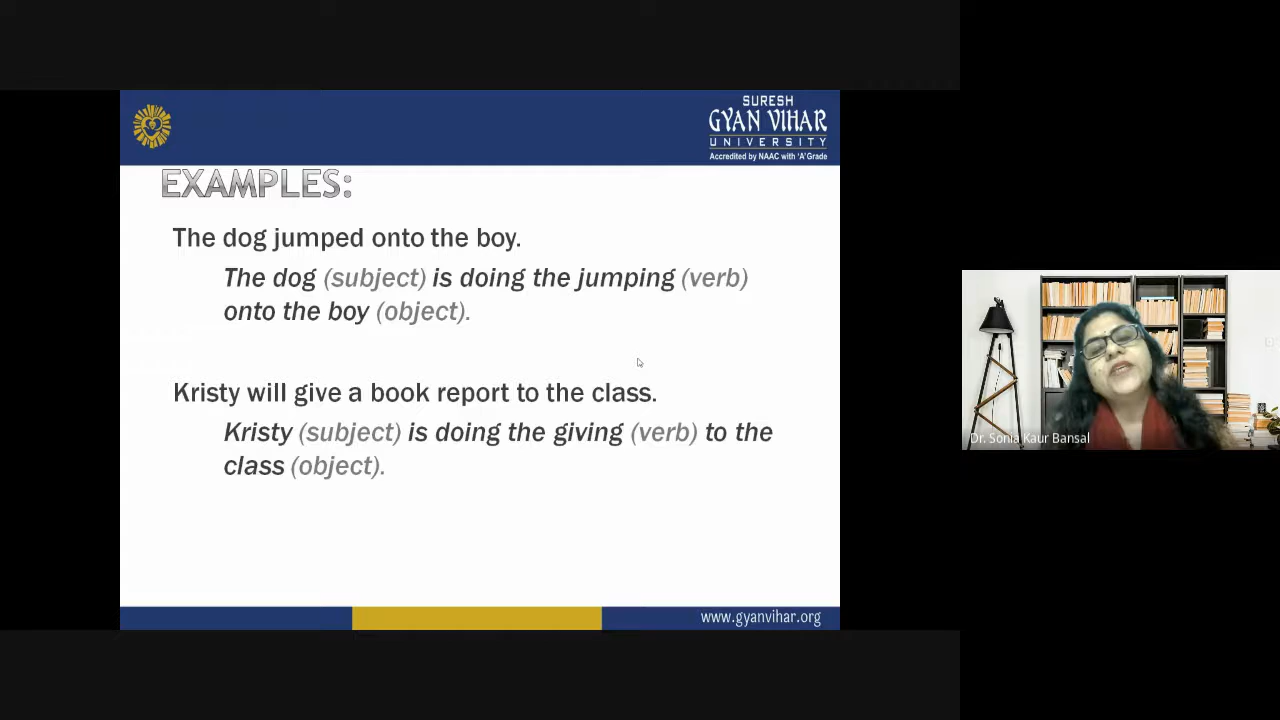 SURESH
GYAN VIHAR
UNIVERSITY
Accredited by NAAC with 'A' Grade
EXAMPLES:
The dog jumped onto the boy.
The dog (subject) is doing the jumping (verb)
onto the boy (object).
Kristy will give a book report to the class.
Kristy (subject) is doing the giving (verb) to the
class (object).
Dr. Sonia Kaur Bansal
www.gyanvihar.org